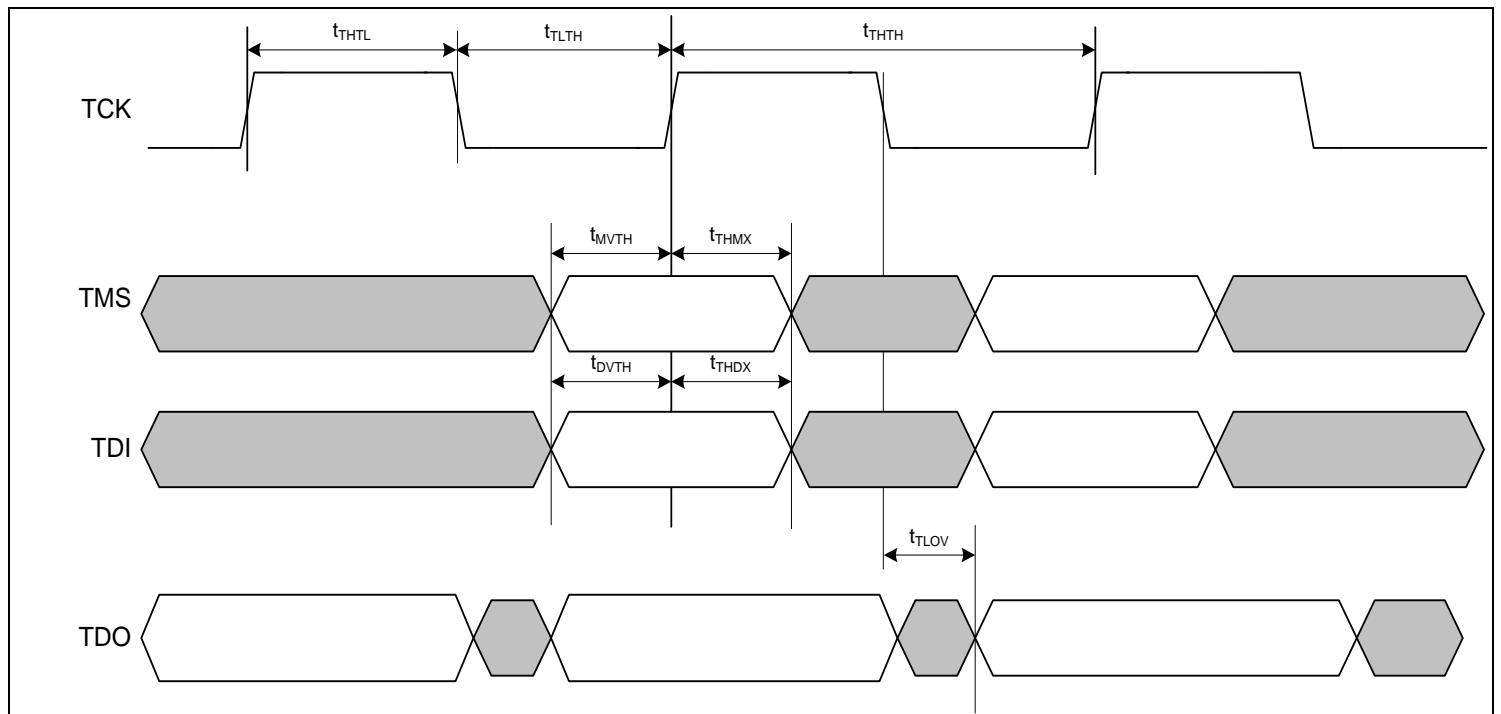 tTHTL tTLTH tTHTH
TCK
tMVTH tTHMX
TMS
tDVTH tTHDX
TDI
tTLOV
TDO